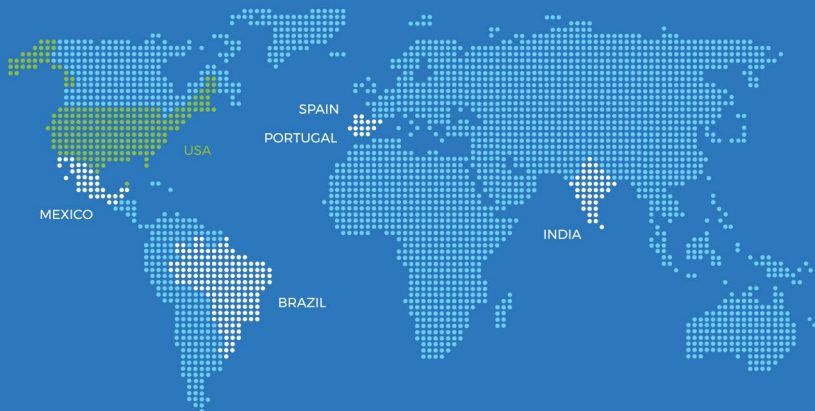 SPAIN
PORTUGAL
USA
MEXICO
INDIA
BRAZIL